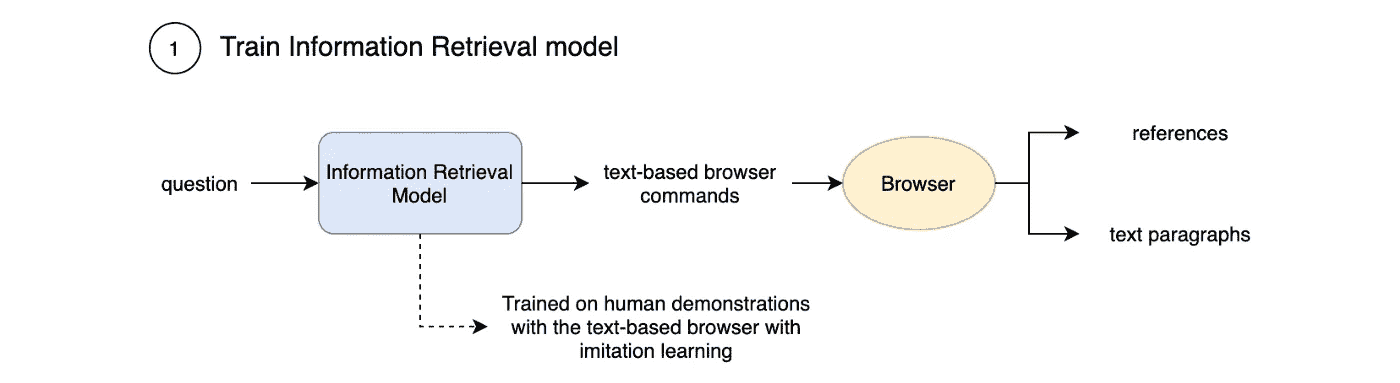 1
Train Information Retrieval model
question
Information Retrieval
Model
text-based browser
commands
Browser
references
text paragraphs
Trained on human demonstrations
with the text-based browser with
imitation learning